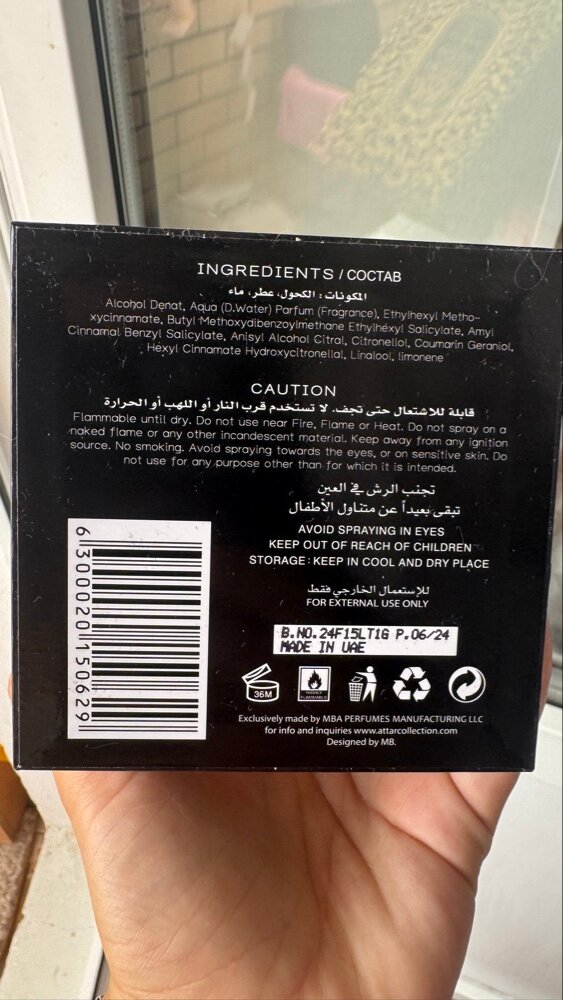 INGREDIENTS / COCTAB
المكونات : الكحول، عطر، ماء
Alcohol Denat, Aqua (D.Water) Parfum (Fragrance), Ethylhexyl Metho-
xycinnamate, Butyl Methoxydibenzoylmethane Ethylhexyl Salicylate, Amyl
Cinnamal Benzyl Salicylate, Anisyl Alcohol Citral, Citronellol, Coumarin Geraniol,
Hexyl Cinnamate Hydroxycitronellal, Linalool, limonene
CAUTION
قابلة للاشتعال حتى تجف. لا تستخدم قرب النار أو اللهب أو الحرارة
Flammable until dry. Do not use near Fire, Flame or Heat. Do not spray on a
naked flame or any other incandescent material. Keep away from any ignition
source. No smoking. Avoid spraying towards the eyes, or on sensitive skin. Do
not use for any purpose other than for which it is intended.
تجنب الرش في العين
تبقى بعيداً عن متناول الأطفال
AVOID SPRAYING IN EYES
KEEP OUT OF REACH OF CHILDREN
STORAGE : KEEP IN COOL AND DRY PLACE
للإستعمال الخارجي فقط
FOR EXTERNAL USE ONLY
B.NO.24F15LT1G P.06/24
MADE IN UAE
36M
HIGHLY
FLAMMABLE
Exclusively made by MBA PERFUMES MANUFACTURING LLC
for info and inquiries www.attarcollection.com
Designed by MB.
6 300020 150629